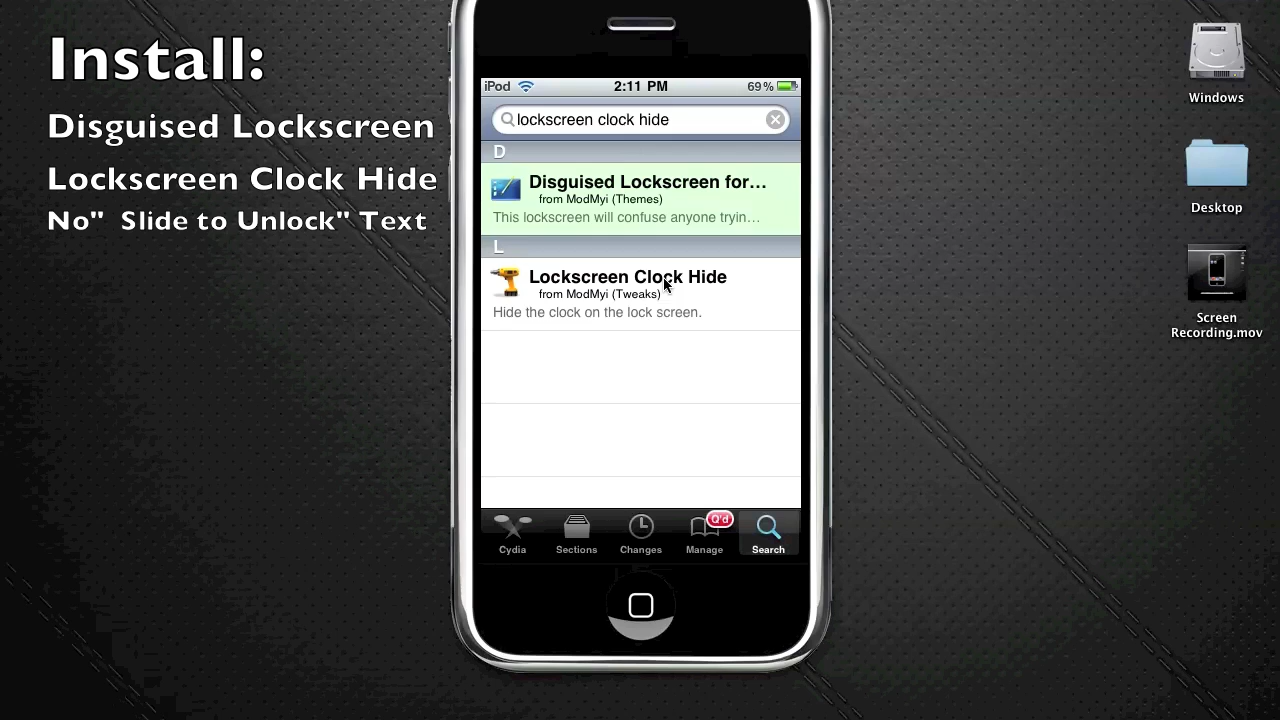 Install:
Disguised Lockscreen
Lockscreen Clock Hide
No"  Slide to Unlock" Text
iPod 2:11 PM 69%
lockscreen clock hide
D
Disguised Lockscreen for...
from ModMyi (Themes)
This lockscreen will confuse anyone tryin...
L
Lockscreen Clock Hide
from ModMyi (Tweaks)
Hide the clock on the lock screen.
Q'd
Cydia Sections Changes Manage Search
Windows
Desktop
Screen
Recording.mov